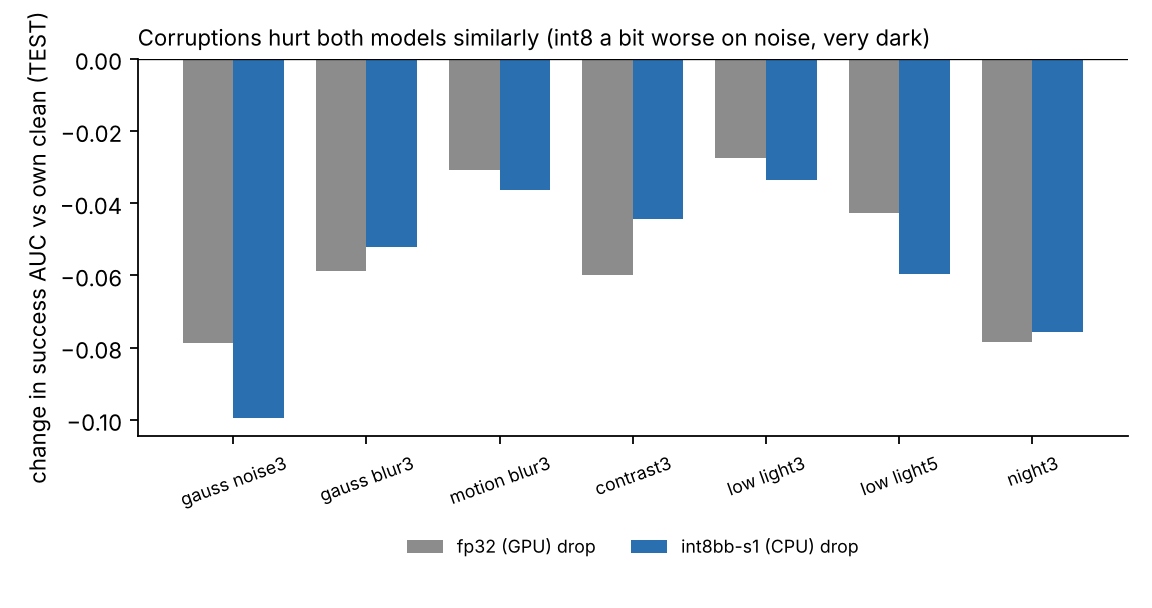 Corruptions hurt both models similarly (int8 a bit worse on noise, very dark)
change in success AUC vs own clean (TEST)
0.00
−0.02
−0.04
−0.06
−0.08
−0.10
gauss noise3
gauss blur3
motion blur3
contrast3
low light3
low light5
night3
fp32 (GPU) drop
int8bb-s1 (CPU) drop